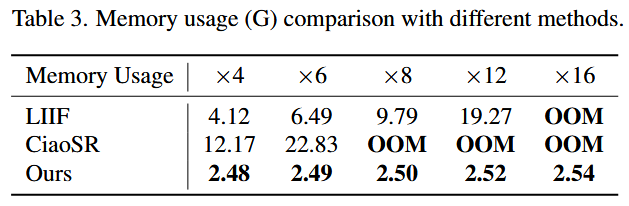 Table 3. Memory usage (G) comparison with different methods.
Memory Usage ×4 ×6 ×8 ×12 ×16
LIIF 4.12 6.49 9.79 19.27 OOM
CiaoSR 12.17 22.83 OOM OOM OOM
Ours 2.48 2.49 2.50 2.52 2.54